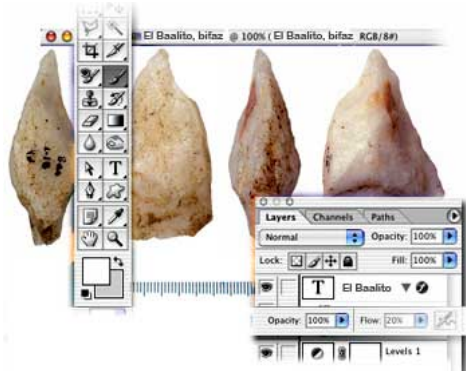 El Baalito, bifaz @ 100% ( El Baalito, bifaz RGB/8#)
T
Layers Channels Paths
Normal Opacity: 100%
Lock: Fill: 100%
T El Baalito
Opacity: 100% Flow: 20%
Levels 1